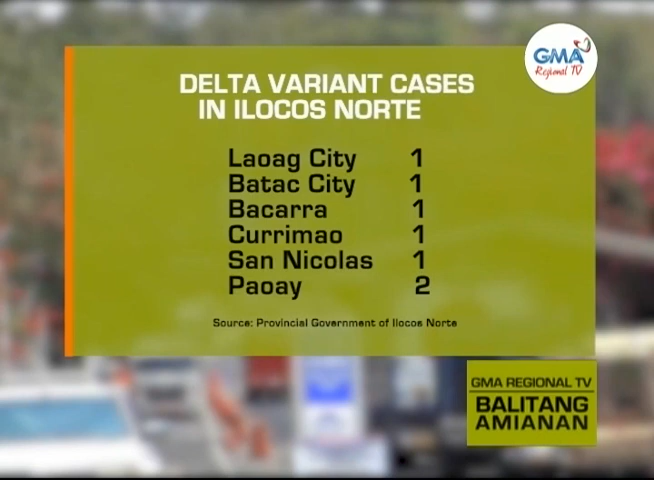 GMA
Regional TV
DELTA VARIANT CASES
IN ILOCOS NORTE
Laoag City 1
Batac City 1
Bacarra 1
Currimao 1
San Nicolas 1
Paoay 2
Source: Provincial Government of Ilocos Norte
GMA REGIONAL TV
BALITANG
AMIANAN